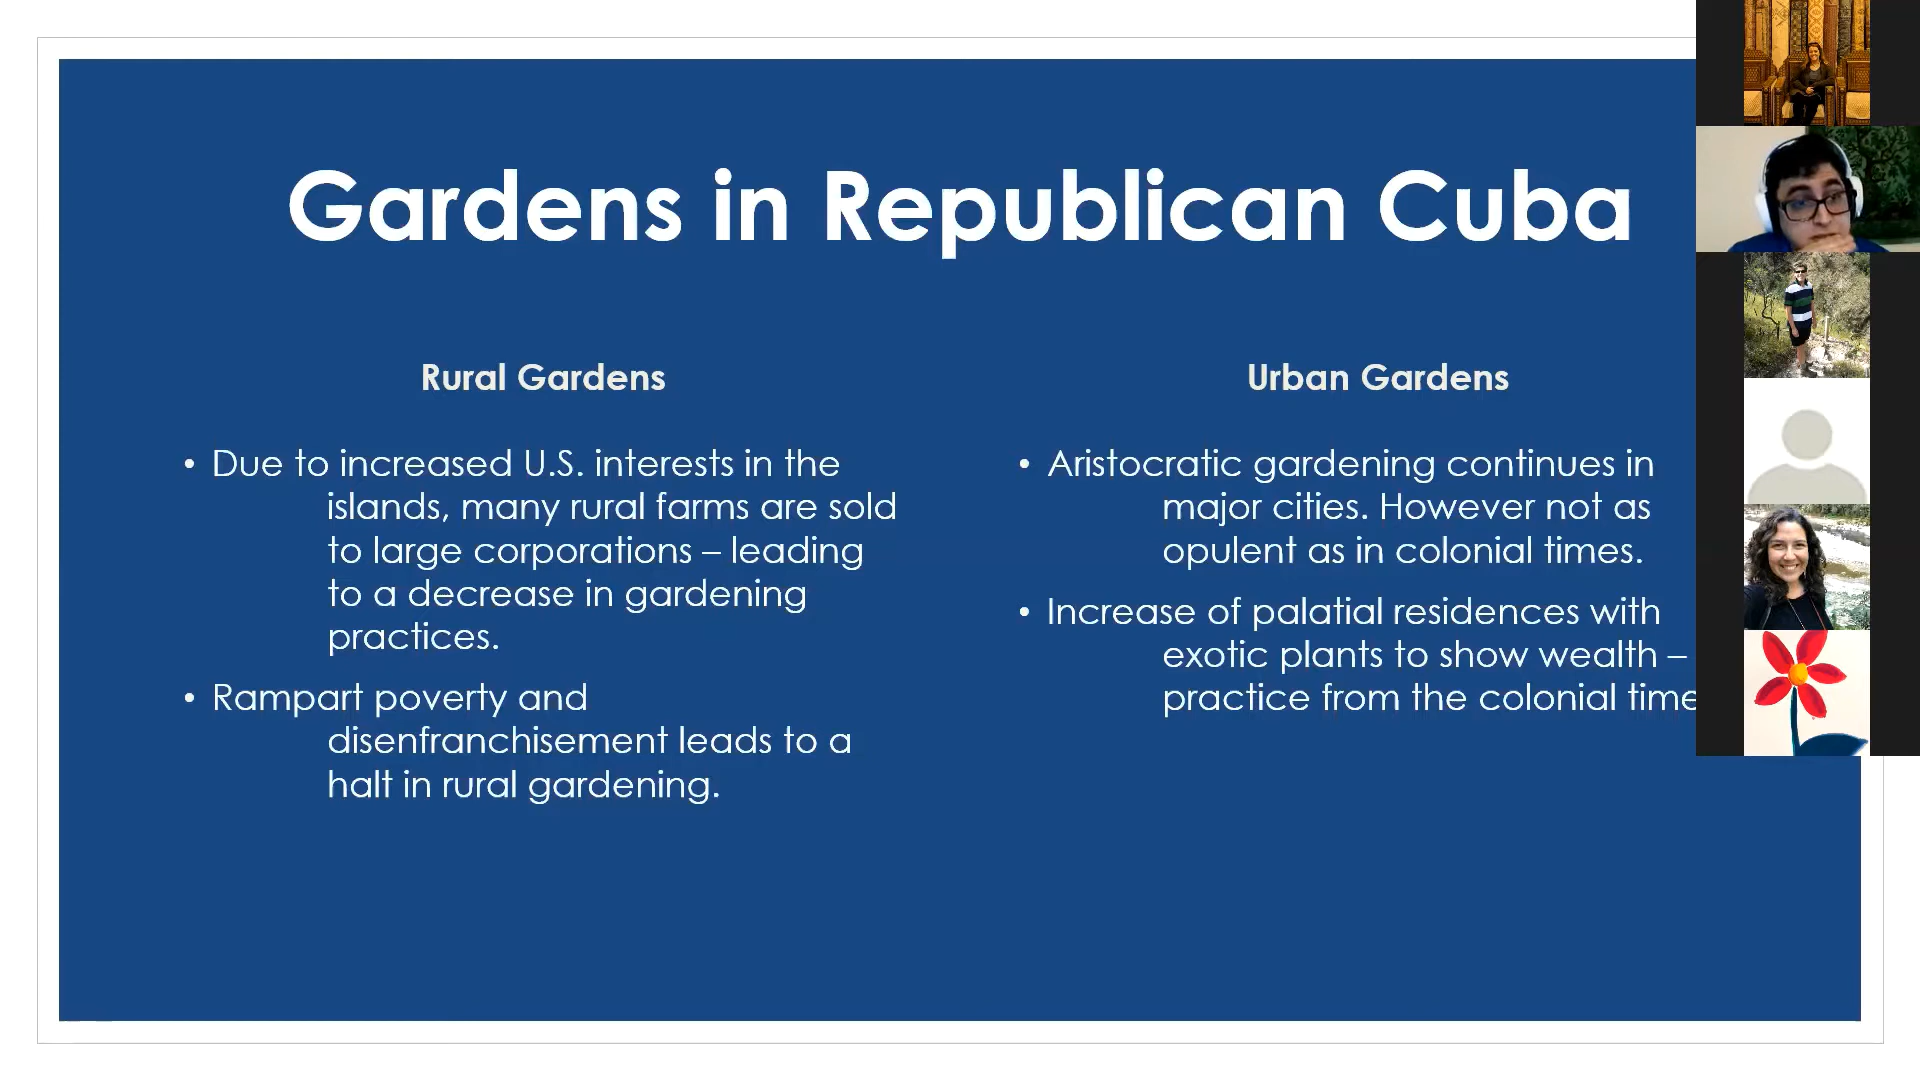 Gardens in Republican Cuba
Rural Gardens
• Due to increased U.S. interests in the
islands, many rural farms are sold
to large corporations – leading
to a decrease in gardening
practices.
• Rampart poverty and
disenfranchisement leads to a
halt in rural gardening.
Urban Gardens
• Aristocratic gardening continues in
major cities. However not as
opulent as in colonial times.
• Increase of palatial residences with
exotic plants to show wealth –
practice from the colonial time